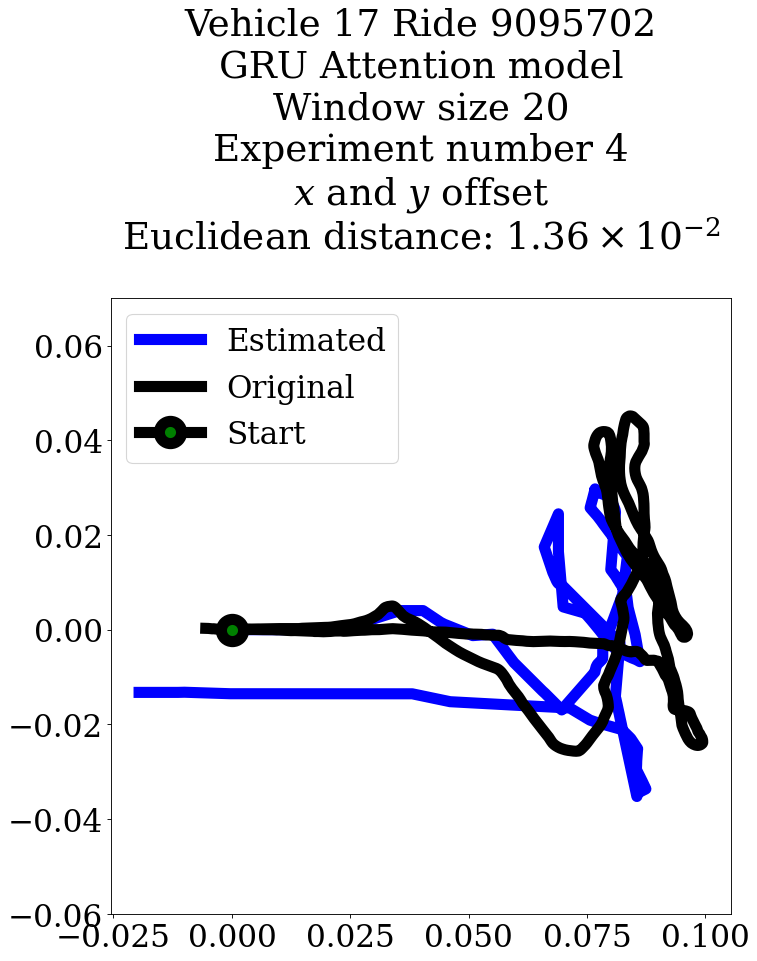 Vehicle 17 Ride 9095702
GRU Attention model
Window size 20
Experiment number 4
x and y offset
Euclidean distance: 1.36 × 10⁻²
Estimated
Original
Start
0.06
0.04
0.02
0.00
−0.02
−0.04
−0.06
−0.025 0.000 0.025 0.050 0.075 0.100